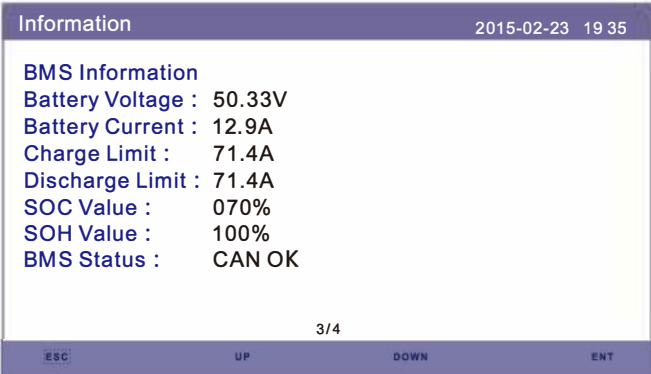 Information 2015-02-23 19 35
BMS Information
Battery Voltage : 50.33V
Battery Current : 12.9A
Charge Limit : 71.4A
Discharge Limit : 71.4A
SOC Value : 070%
SOH Value : 100%
BMS Status : CAN OK
3/4
ESC UP DOWN ENT